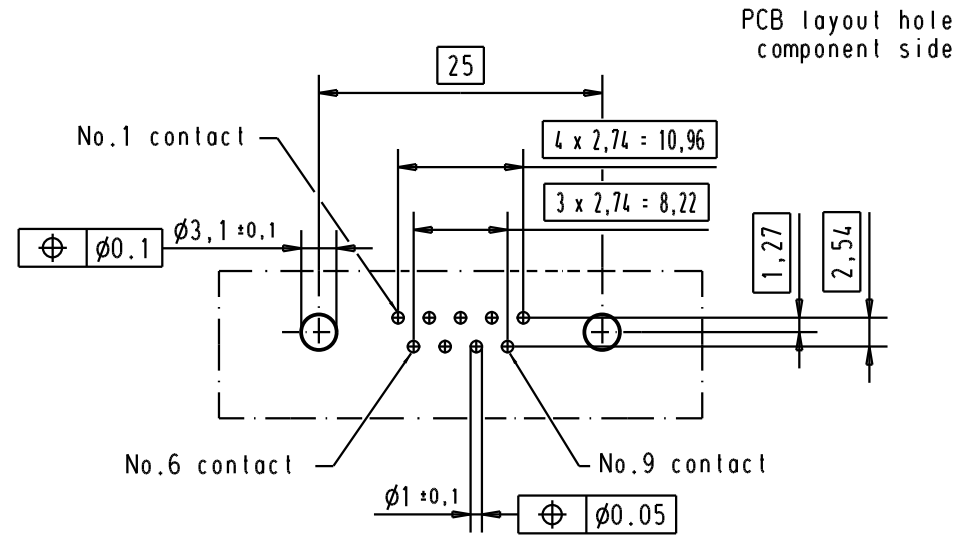 PCB layout hole
component side
25
No.1 contact
4 x 2,74 = 10,96
3 x 2,74 = 8,22
⌖ Ø0.1
Ø3,1 ±0,1
1,27
2,54
No.6 contact
No.9 contact
Ø1 ±0,1
⌖ Ø0.05